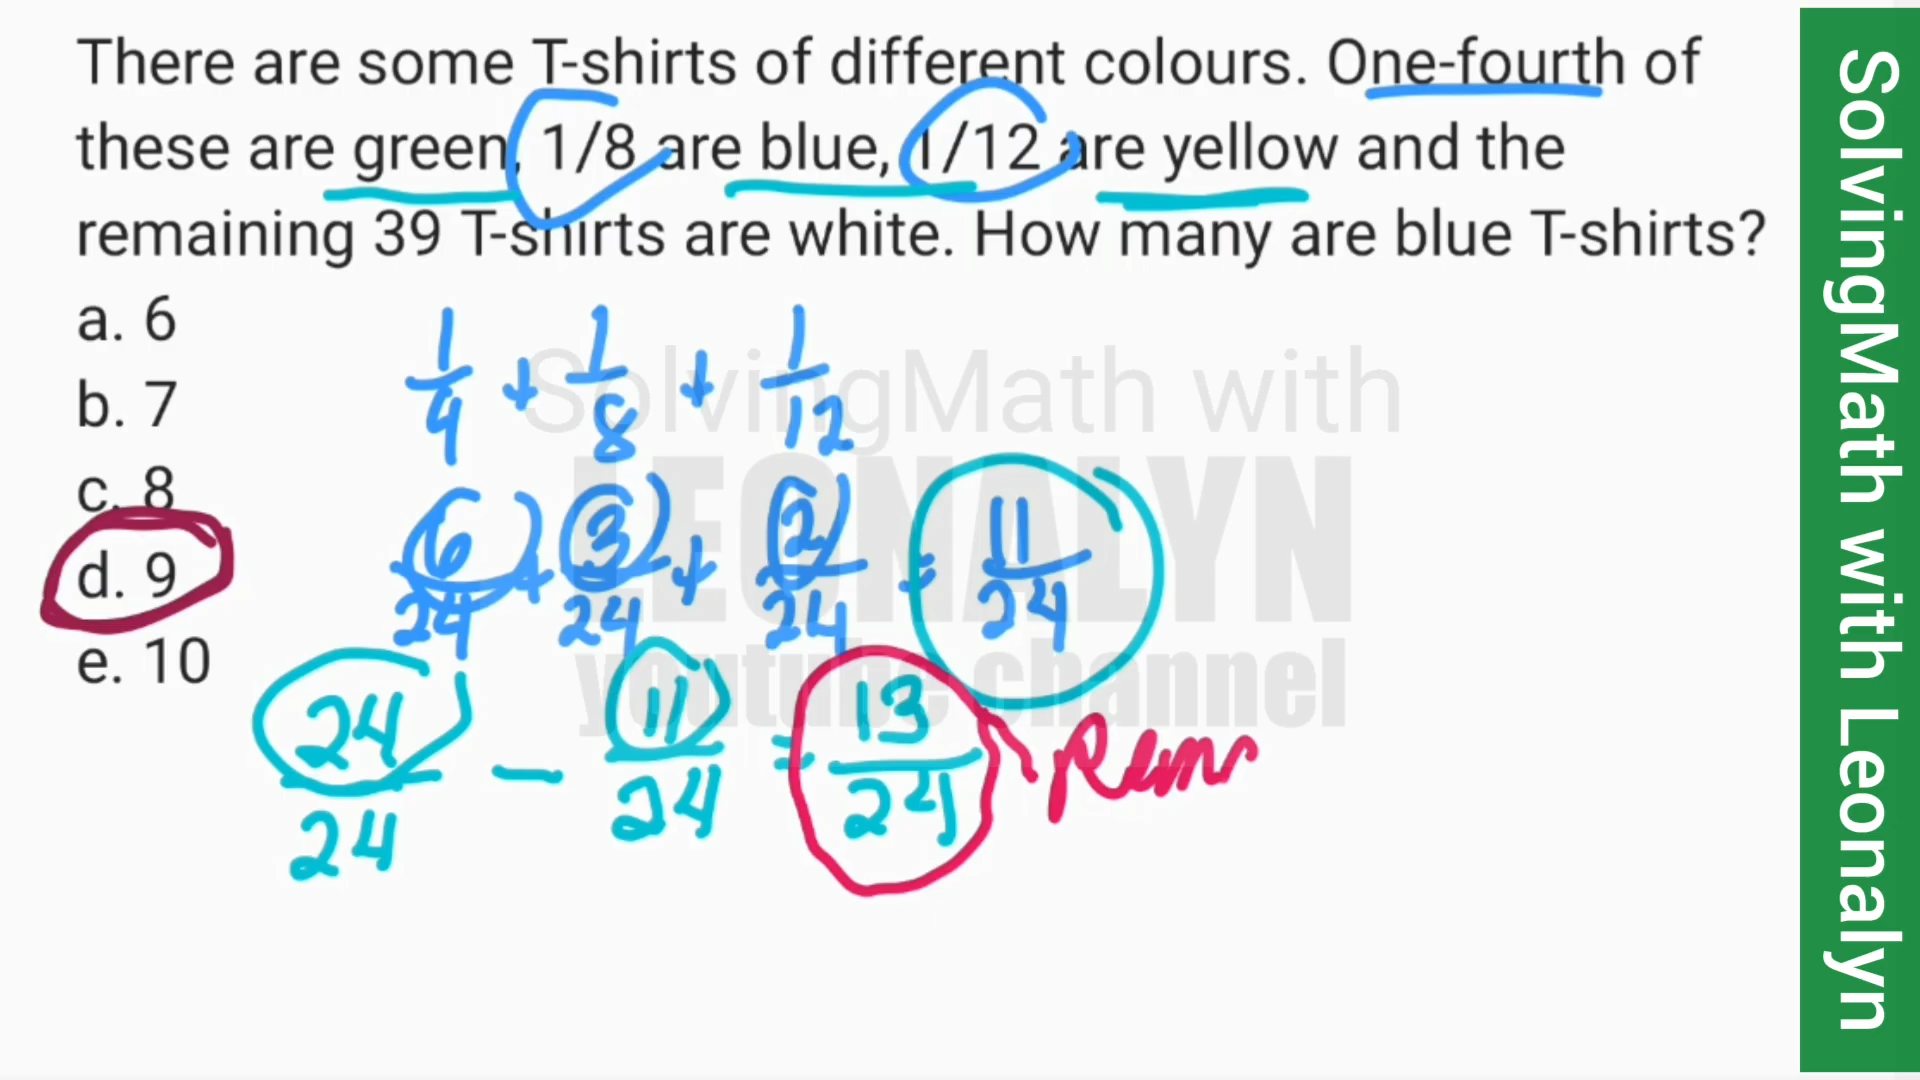 There are some T-shirts of different colours. One-fourth of
these are green, 1/8 are blue, 1/12 are yellow and the
remaining 39 T-shirts are white. How many are blue T-shirts?
a. 6
b. 7
c. 8
d. 9
e. 10
1/4 + 1/8 + 1/12
6/24 + 3/24 + 2/24 = 11/24
24/24 - 11/24 = 13/24
SolvingMath with
LEONALYN
youtube channel
SolvingMath with Leonalyn